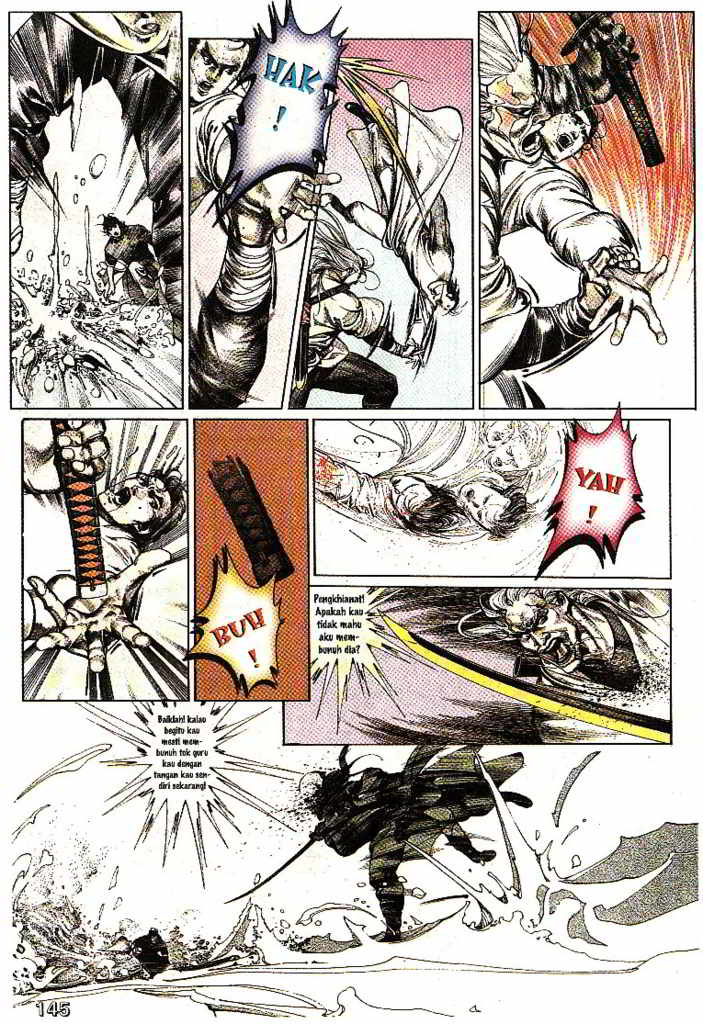 HAK
!
YAH
!
BUH
!
Pengkhianat!
Apakah kau
tidak mahu
aku mem-
bunuh dia?
Baiklah! kalau
begitu kau
mesti mem-
bunuh tok guru
kau dengan
tangan kau sen-
diri sekarang!
145